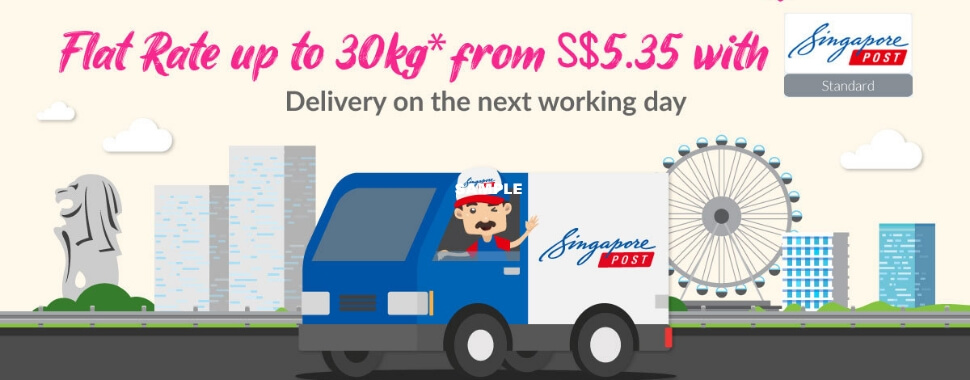 Flat Rate up to 30kg* from S$5.35 with
Singapore
POST
Standard
Delivery on the next working day
Singapore
Singapore
POST